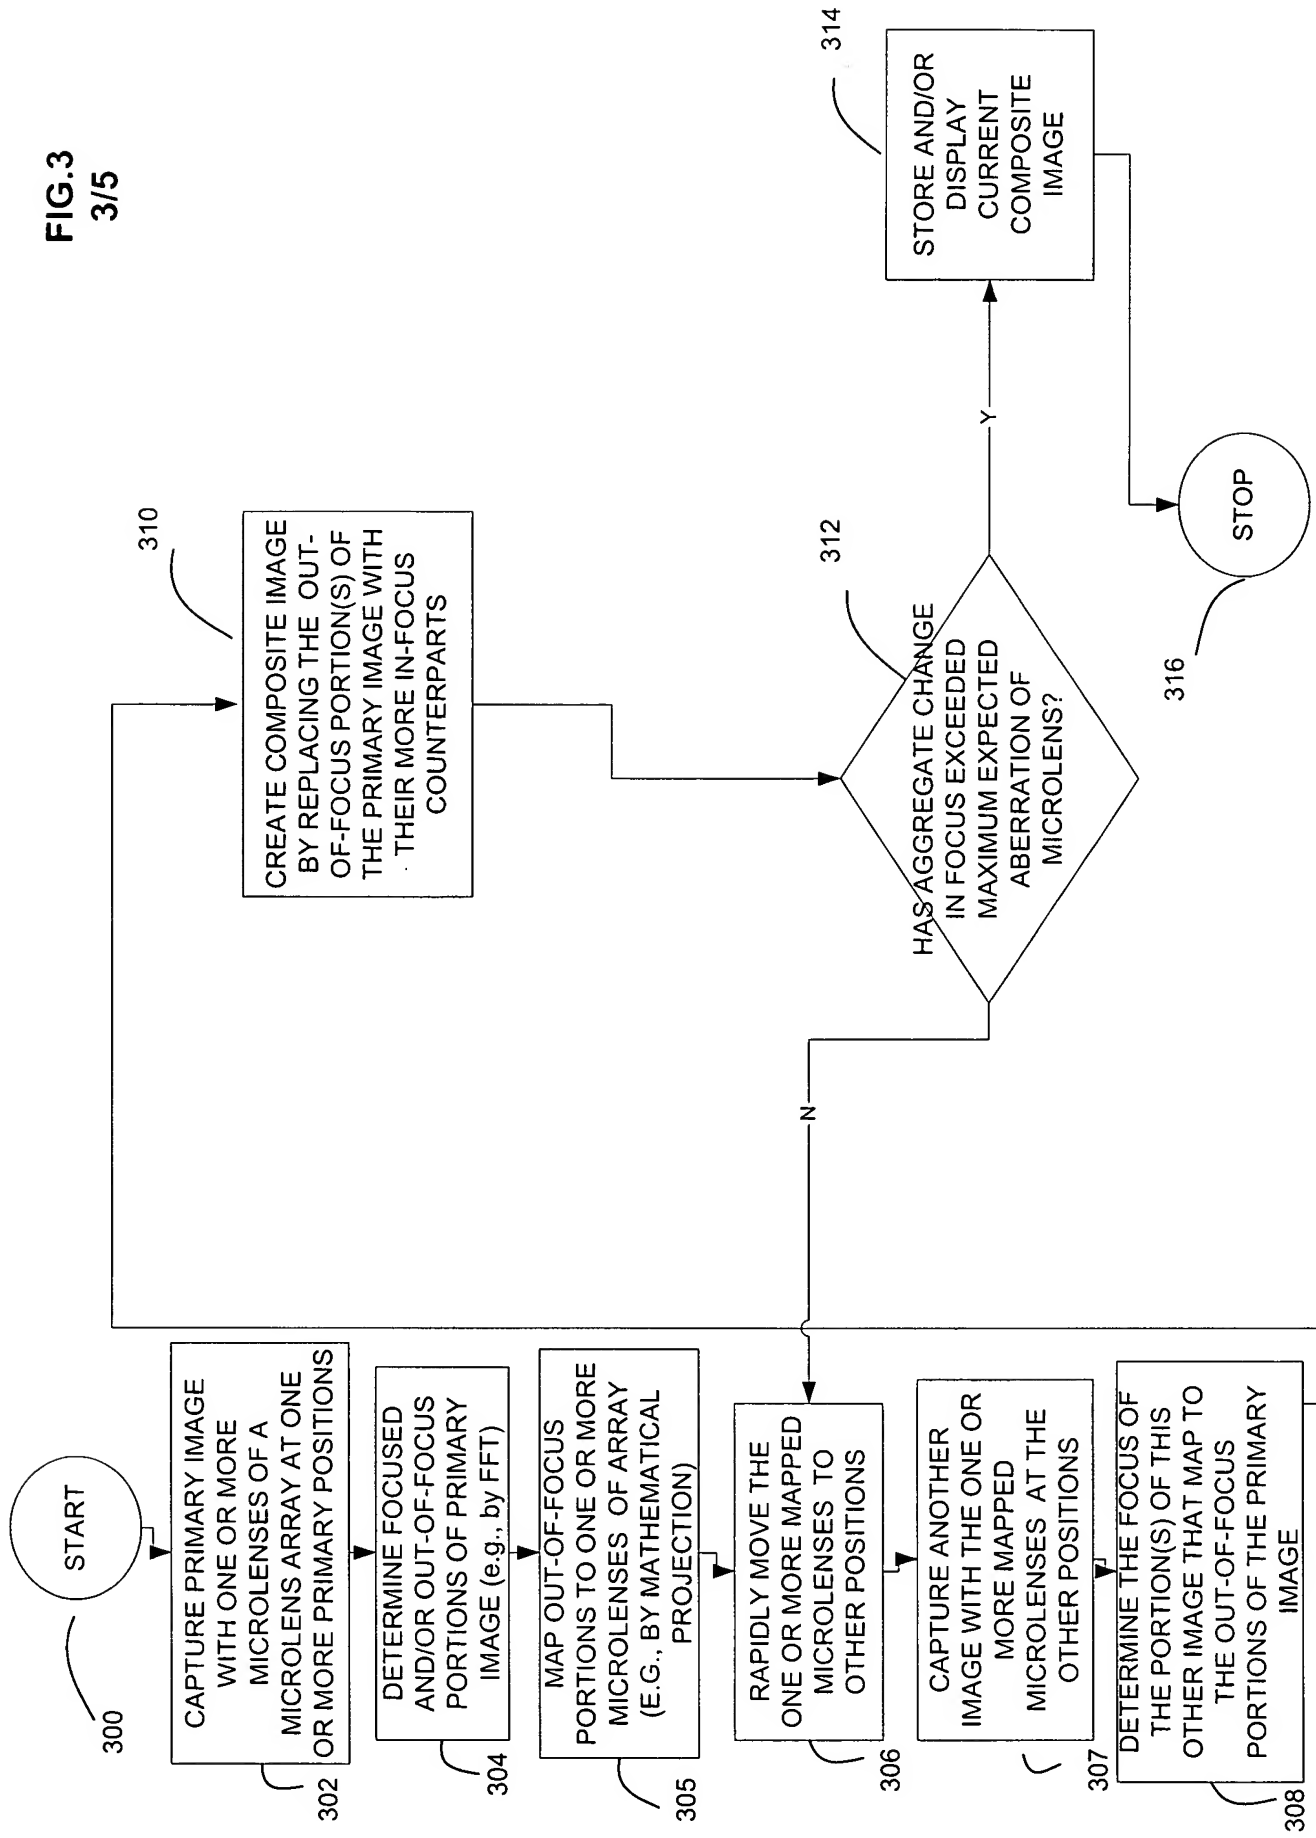 FIG.3
3/5
START
300
CAPTURE PRIMARY IMAGE
WITH ONE OR MORE
MICROLENSES OF A
MICROLENS ARRAY AT ONE
OR MORE PRIMARY POSITIONS
302
DETERMINE FOCUSED
AND/OR OUT-OF-FOCUS
PORTIONS OF PRIMARY
IMAGE (e.g., by FFT)
304
MAP OUT-OF-FOCUS
PORTIONS TO ONE OR MORE
MICROLENSES OF ARRAY
(E.G., BY MATHEMATICAL
PROJECTION)
305
RAPIDLY MOVE THE
ONE OR MORE MAPPED
MICROLENSES TO
OTHER POSITIONS
306
CAPTURE ANOTHER
IMAGE WITH THE ONE OR
MORE MAPPED
MICROLENSES AT THE
OTHER POSITIONS
307
DETERMINE THE FOCUS OF
THE PORTION(S) OF THIS
OTHER IMAGE THAT MAP TO
THE OUT-OF-FOCUS
PORTIONS OF THE PRIMARY
IMAGE
308
310
CREATE COMPOSITE IMAGE
BY REPLACING THE OUT-
OF-FOCUS PORTION(S) OF
THE PRIMARY IMAGE WITH
THEIR MORE IN-FOCUS
COUNTERPARTS
312
HAS AGGREGATE CHANGE
IN FOCUS EXCEEDED
MAXIMUM EXPECTED
ABERRATION OF
MICROLENS?
N
Y
314
STORE AND/OR
DISPLAY
CURRENT
COMPOSITE
IMAGE
STOP
316